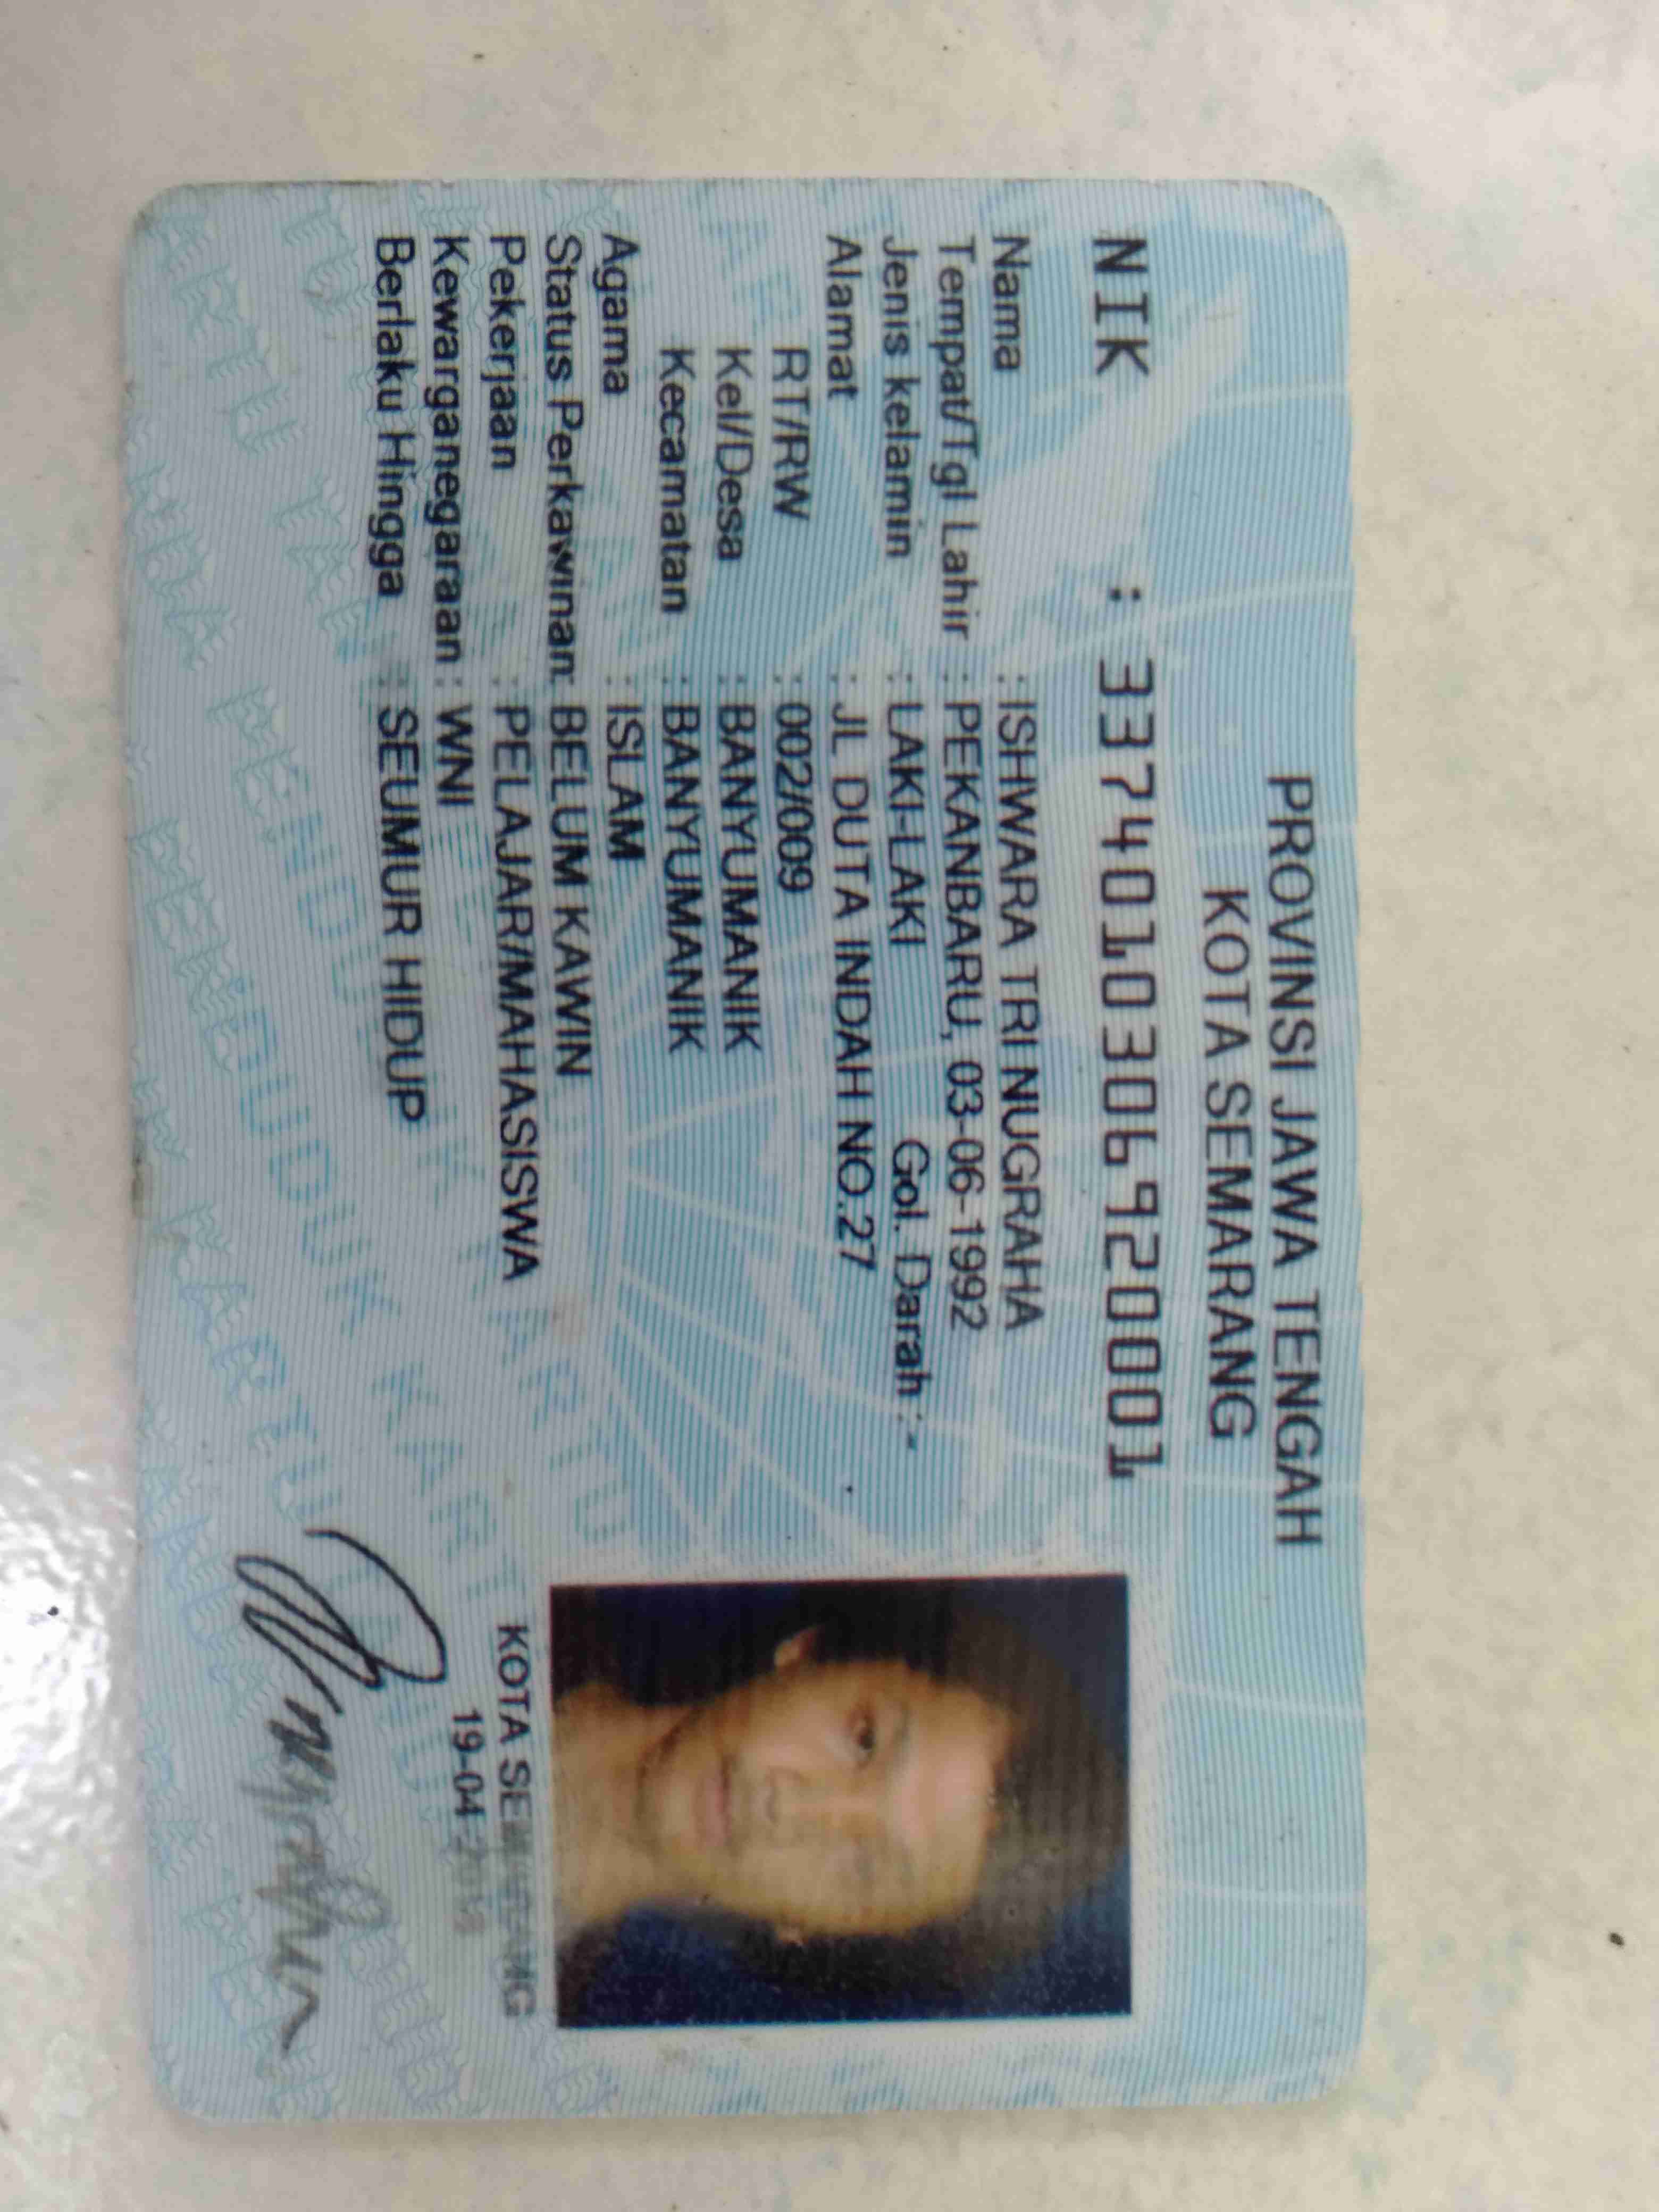 PROVINSI JAWA TENGAH
KOTA SEMARANG
NIK : 3374010306920001
Nama : ISHWARA TRI NUGRAHA
Tempat/Tgl Lahir : PEKANBARU, 03-06-1992
Jenis kelamin : LAKI-LAKI Gol. Darah : -
Alamat : JL DUTA INDAH NO.27
RT/RW : 002/009
Kel/Desa : BANYUMANIK
Kecamatan : BANYUMANIK
Agama : ISLAM
Status Perkawinan: BELUM KAWIN
Pekerjaan : PELAJAR/MAHASISWA
Kewarganegaraan : WNI
Berlaku Hingga : SEUMUR HIDUP
KOTA SEMARANG
19-04-